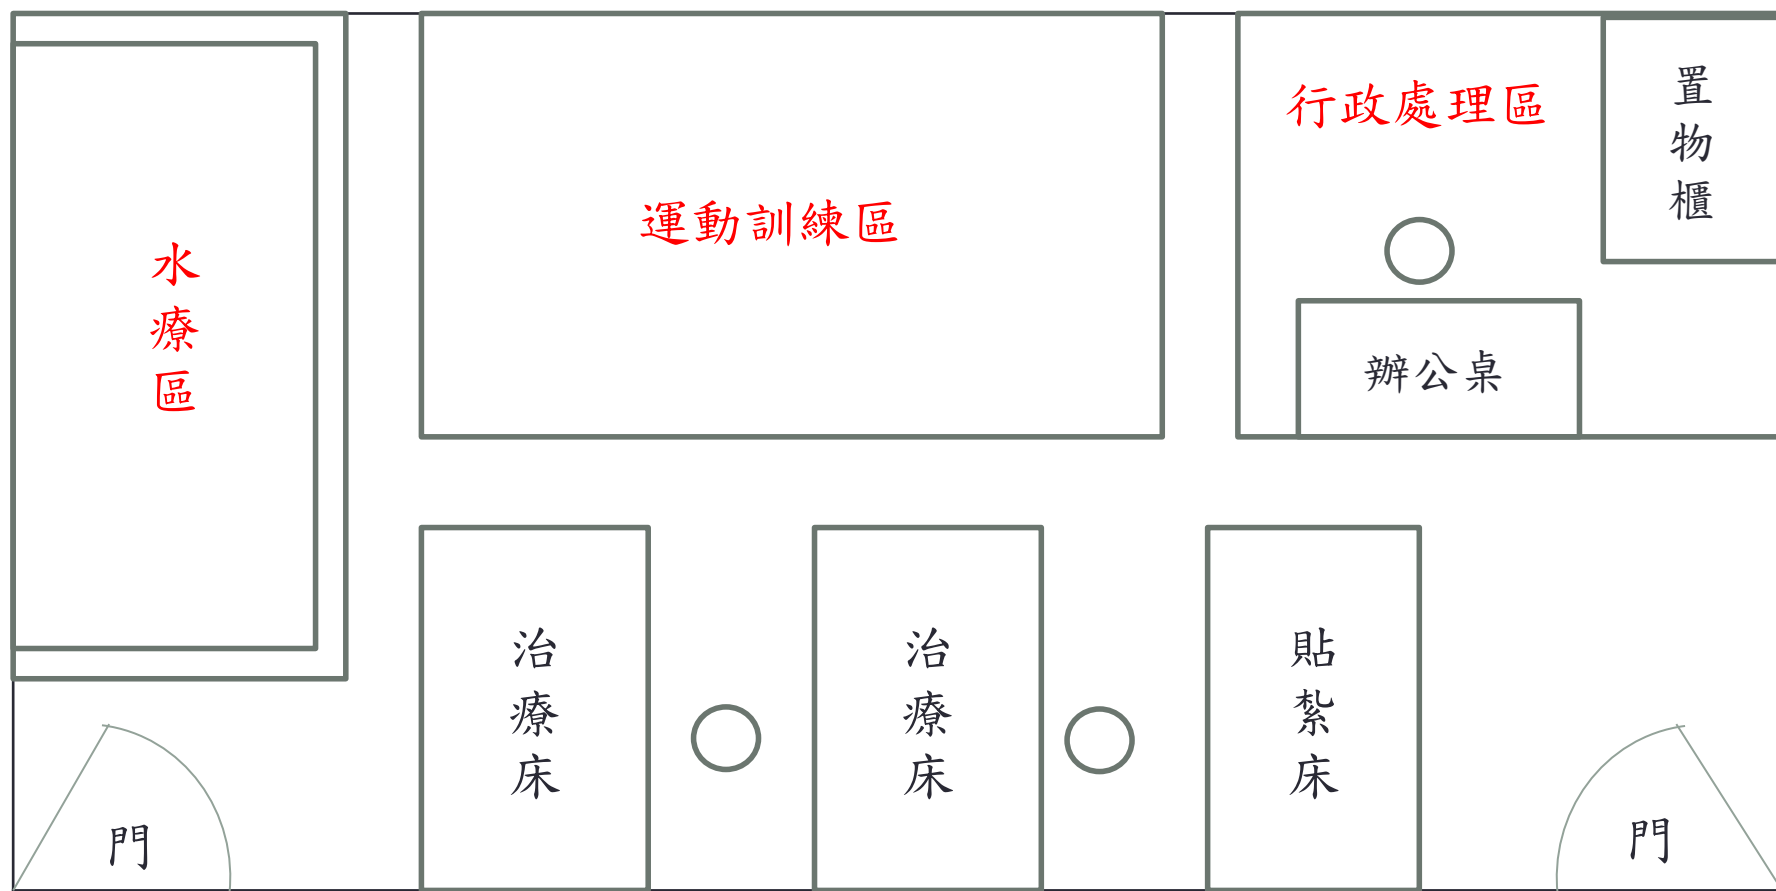 水療區
運動訓練區
行政處理區
置物櫃
辦公桌
治療床
治療床
貼紮床
門
門